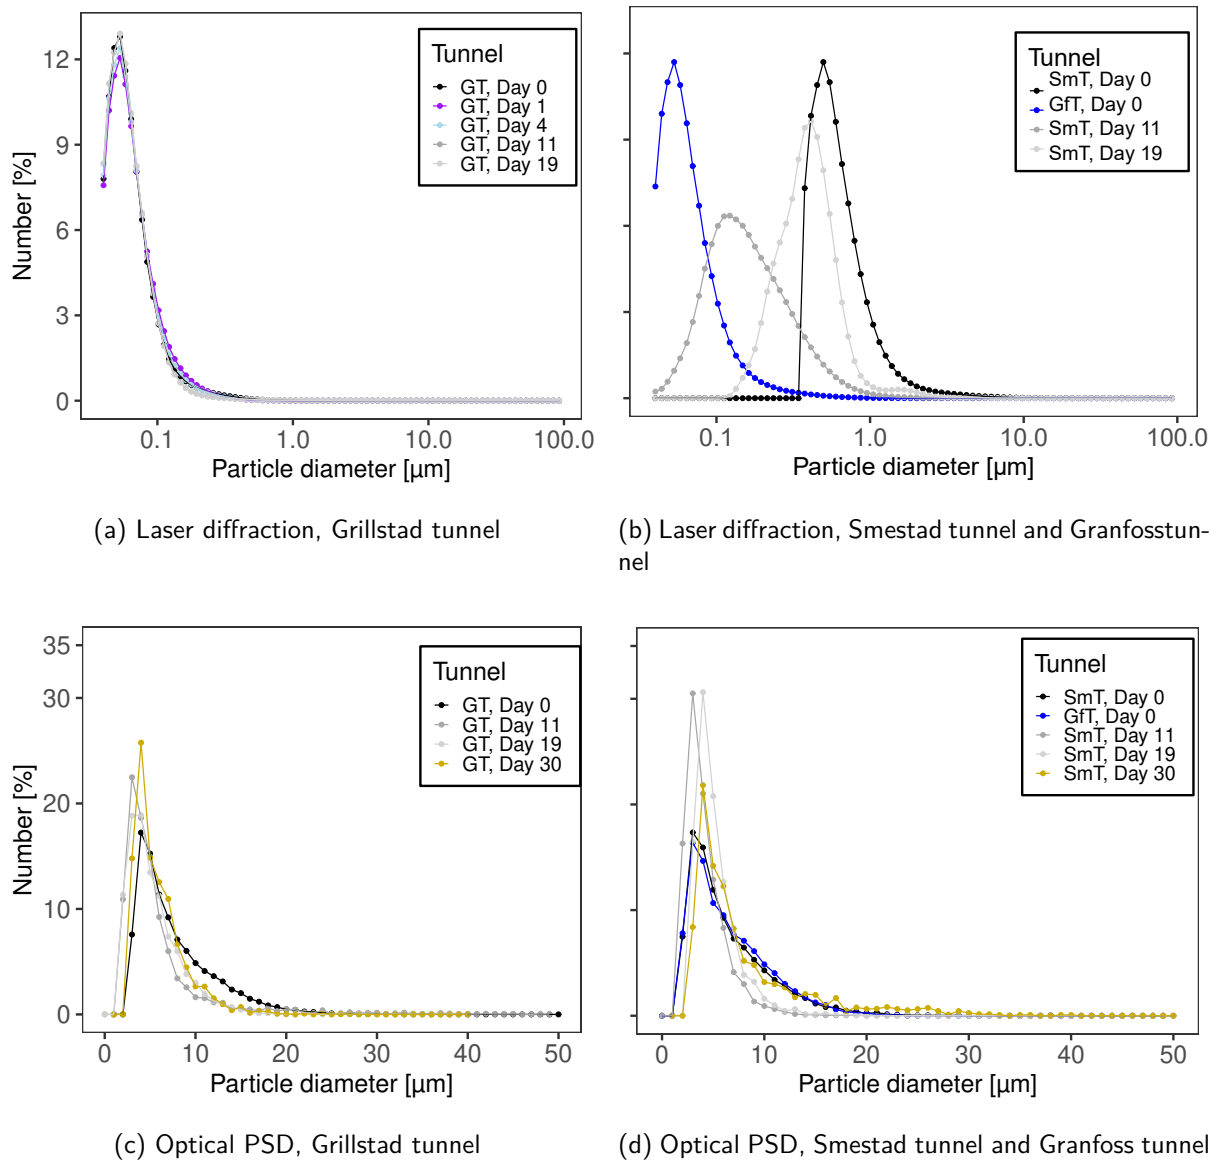 Number [%]
12
9
6
3
0
Tunnel
GT, Day 0
GT, Day 1
GT, Day 4
GT, Day 11
GT, Day 19
0.1
1.0
10.0
100.0
Particle diameter [µm]
(a) Laser diffraction, Grillstad tunnel
Tunnel
SmT, Day 0
GfT, Day 0
SmT, Day 11
SmT, Day 19
0.1
1.0
10.0
100.0
Particle diameter [µm]
(b) Laser diffraction, Smestad tunnel and Granfosstun-
nel
Number [%]
35
30
20
10
0
Tunnel
GT, Day 0
GT, Day 11
GT, Day 19
GT, Day 30
0
10
20
30
40
50
Particle diameter [µm]
(c) Optical PSD, Grillstad tunnel
Tunnel
SmT, Day 0
GfT, Day 0
SmT, Day 11
SmT, Day 19
SmT, Day 30
0
10
20
30
40
50
Particle diameter [µm]
(d) Optical PSD, Smestad tunnel and Granfoss tunnel